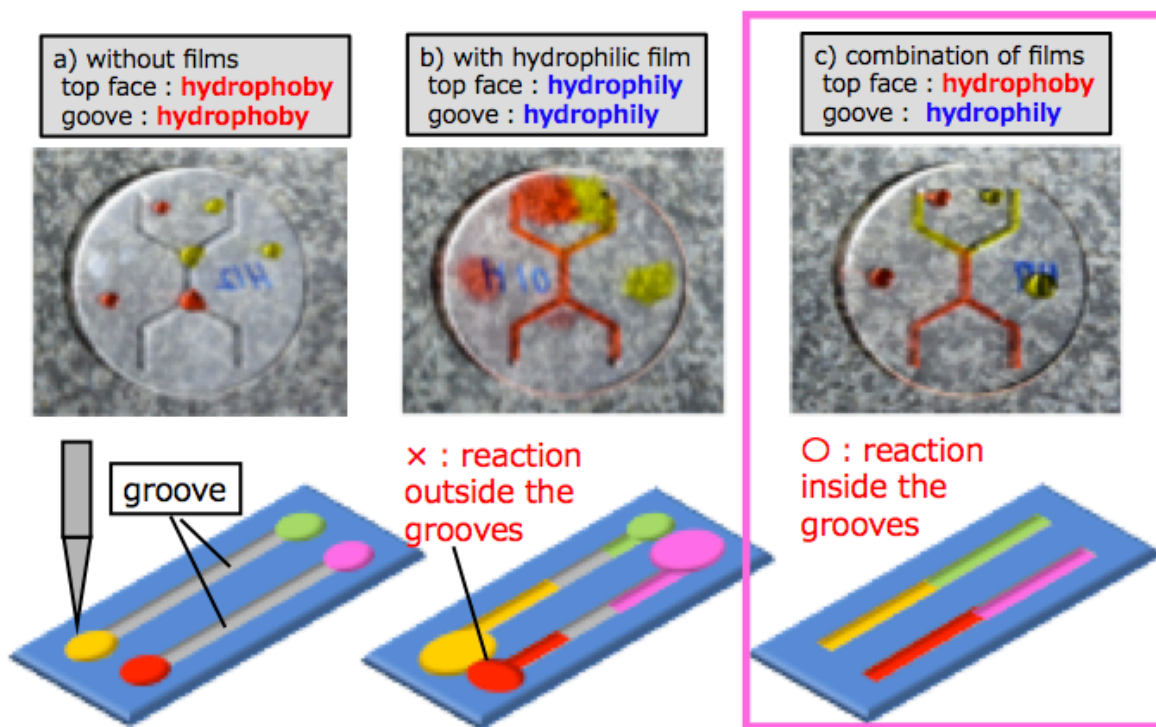 a) without films
top face : hydrophoby
goove : hydrophoby
b) with hydrophilic film
top face : hydrophily
goove : hydrophily
c) combination of films
top face : hydrophoby
goove : hydrophily
H10
groove
× : reaction
outside the
grooves
○ : reaction
inside the
grooves